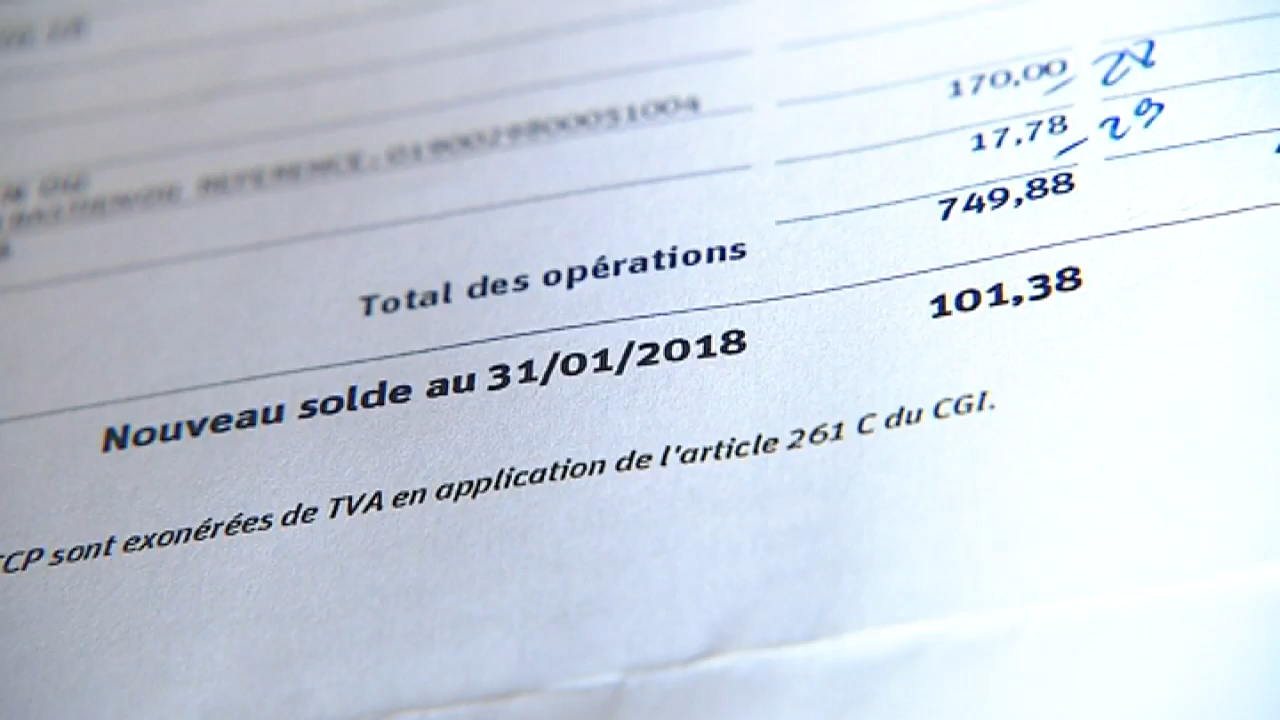 170,00 22
REFERENCE:
17,78 29
Total des opérations 749,88
Nouveau solde au 31/01/2018 101,38
CP sont exonérées de TVA en application de l'article 261 C du CGI.